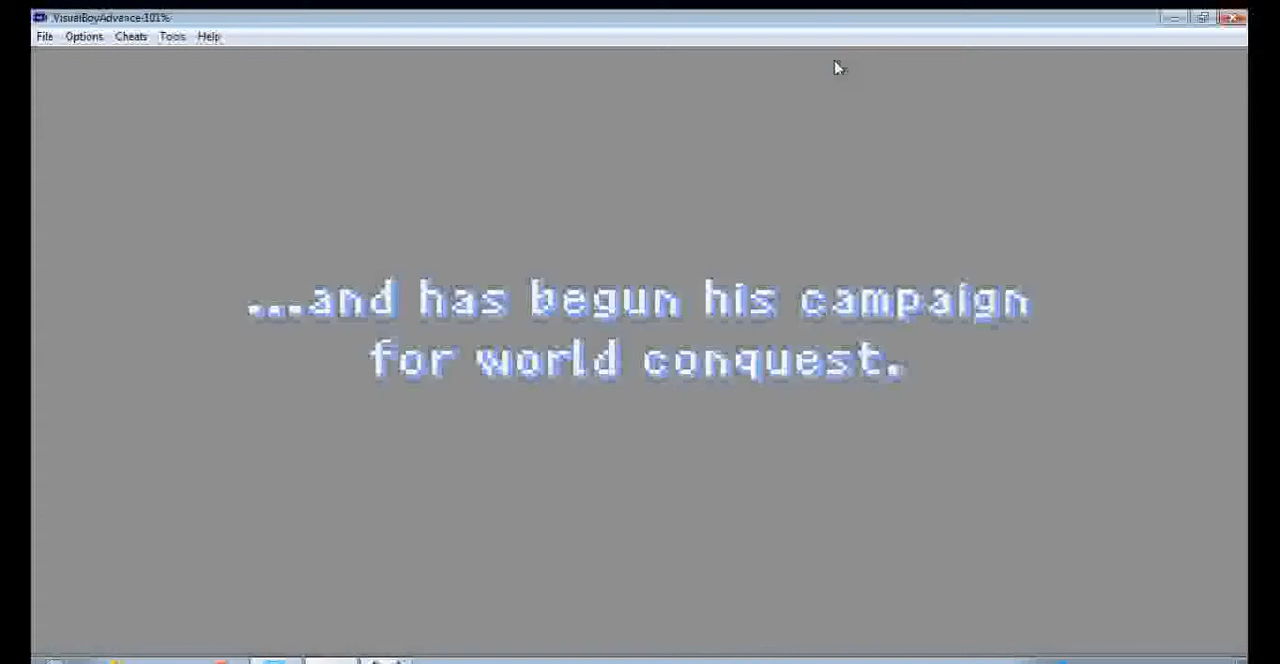 VisualBoyAdvance-101%
File Options Cheats Tools Help
...and has begun his campaign
for world conquest.